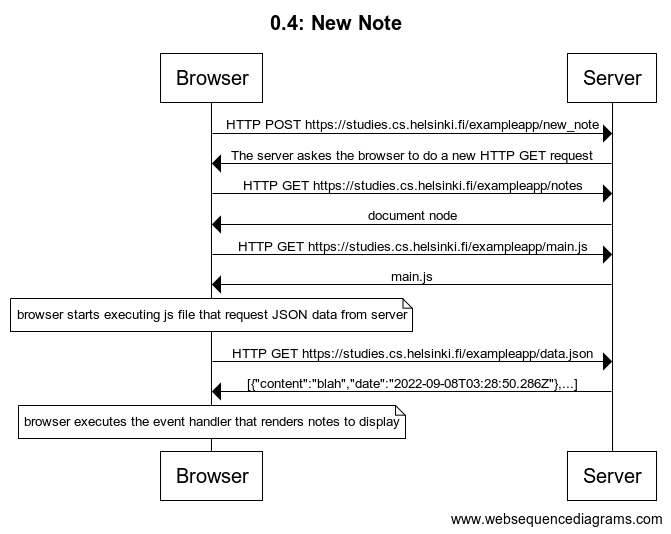 0.4: New Note
Browser
Server
HTTP POST https://studies.cs.helsinki.fi/exampleapp/new_note
The server askes the browser to do a new HTTP GET request
HTTP GET https://studies.cs.helsinki.fi/exampleapp/notes
document node
HTTP GET https://studies.cs.helsinki.fi/exampleapp/main.js
main.js
browser starts executing js file that request JSON data from server
HTTP GET https://studies.cs.helsinki.fi/exampleapp/data.json
[{"content":"blah","date":"2022-09-08T03:28:50.286Z"},...]
browser executes the event handler that renders notes to display
Browser
Server
www.websequencediagrams.com